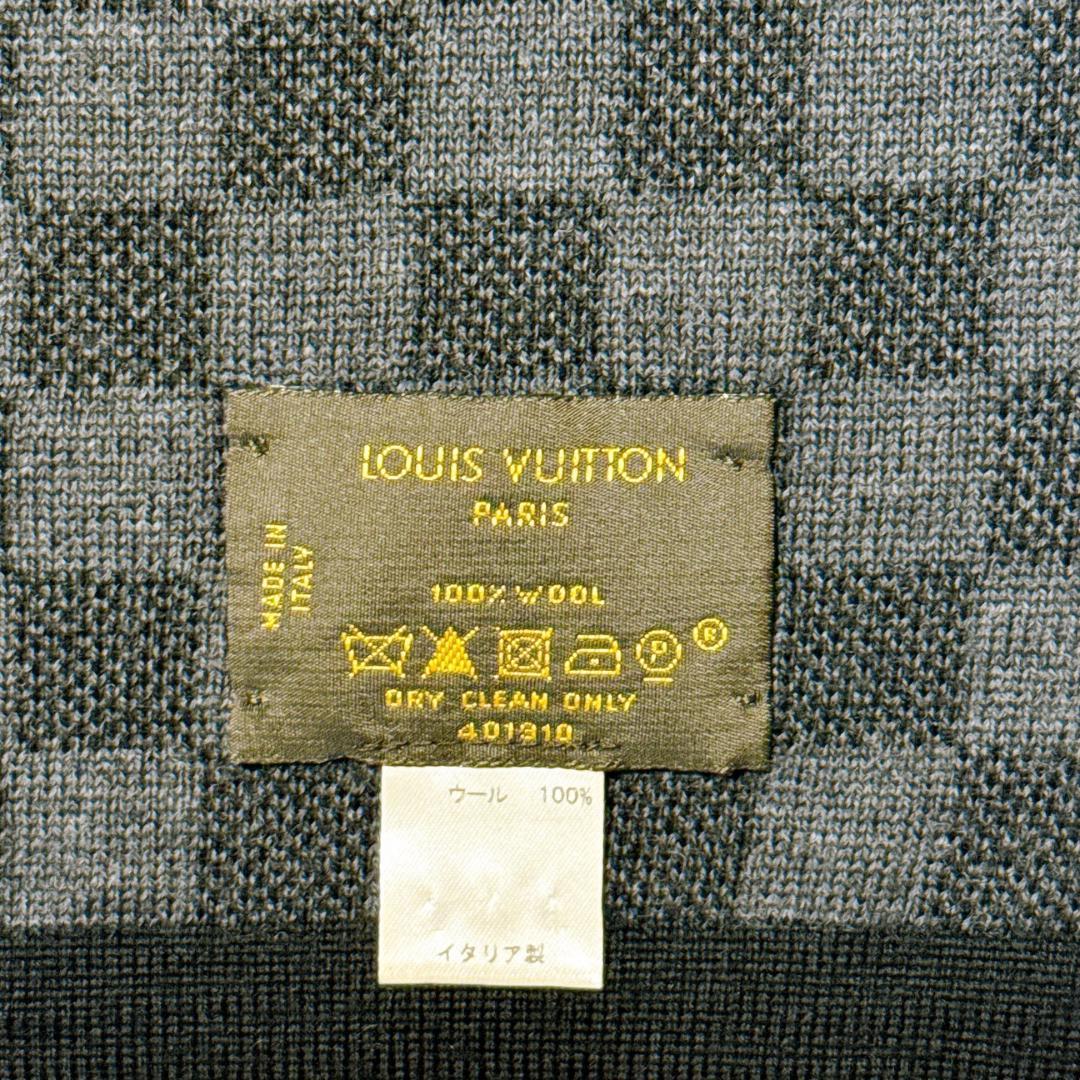 LOUIS VUITTON
PARIS
MADE IN
ITALY
100% WOOL
P
®
DRY CLEAN ONLY
401910
ウール 100%
イタリア製